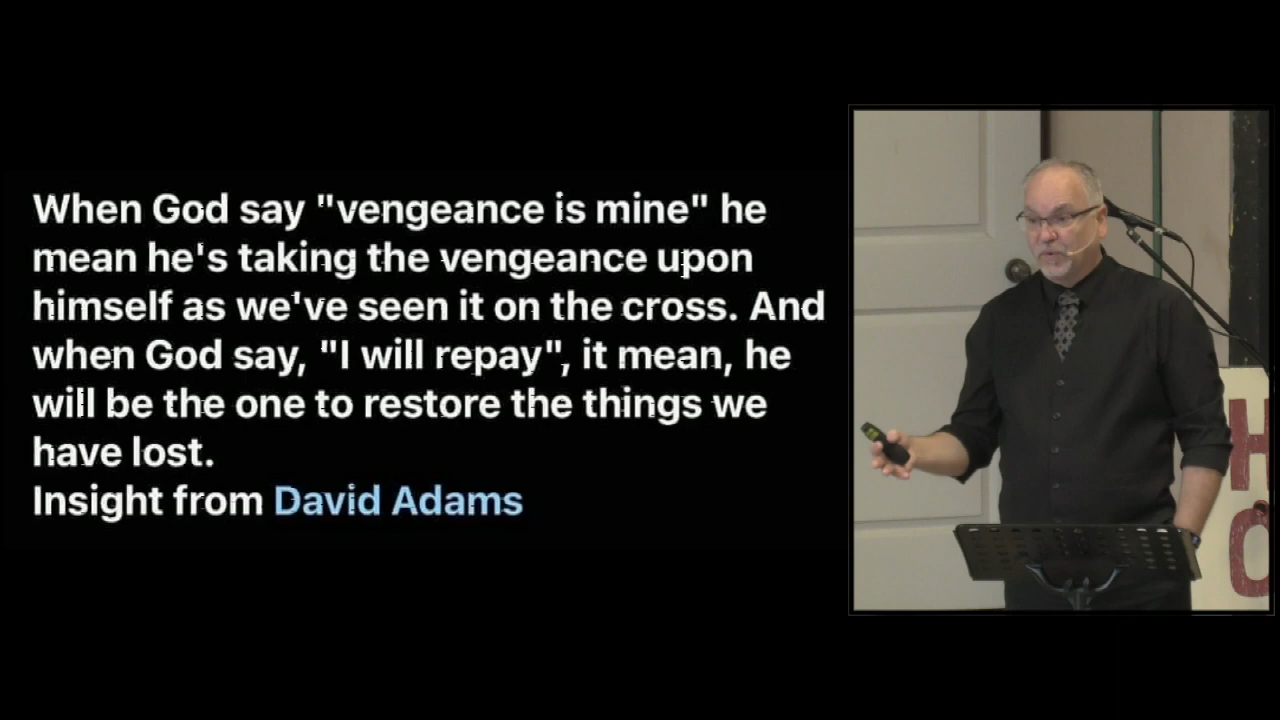 When God say "vengeance is mine" he
mean he's taking the vengeance upon
himself as we've seen it on the cross. And
when God say, "I will repay", it mean, he
will be the one to restore the things we
have lost.
Insight from David Adams
H
O